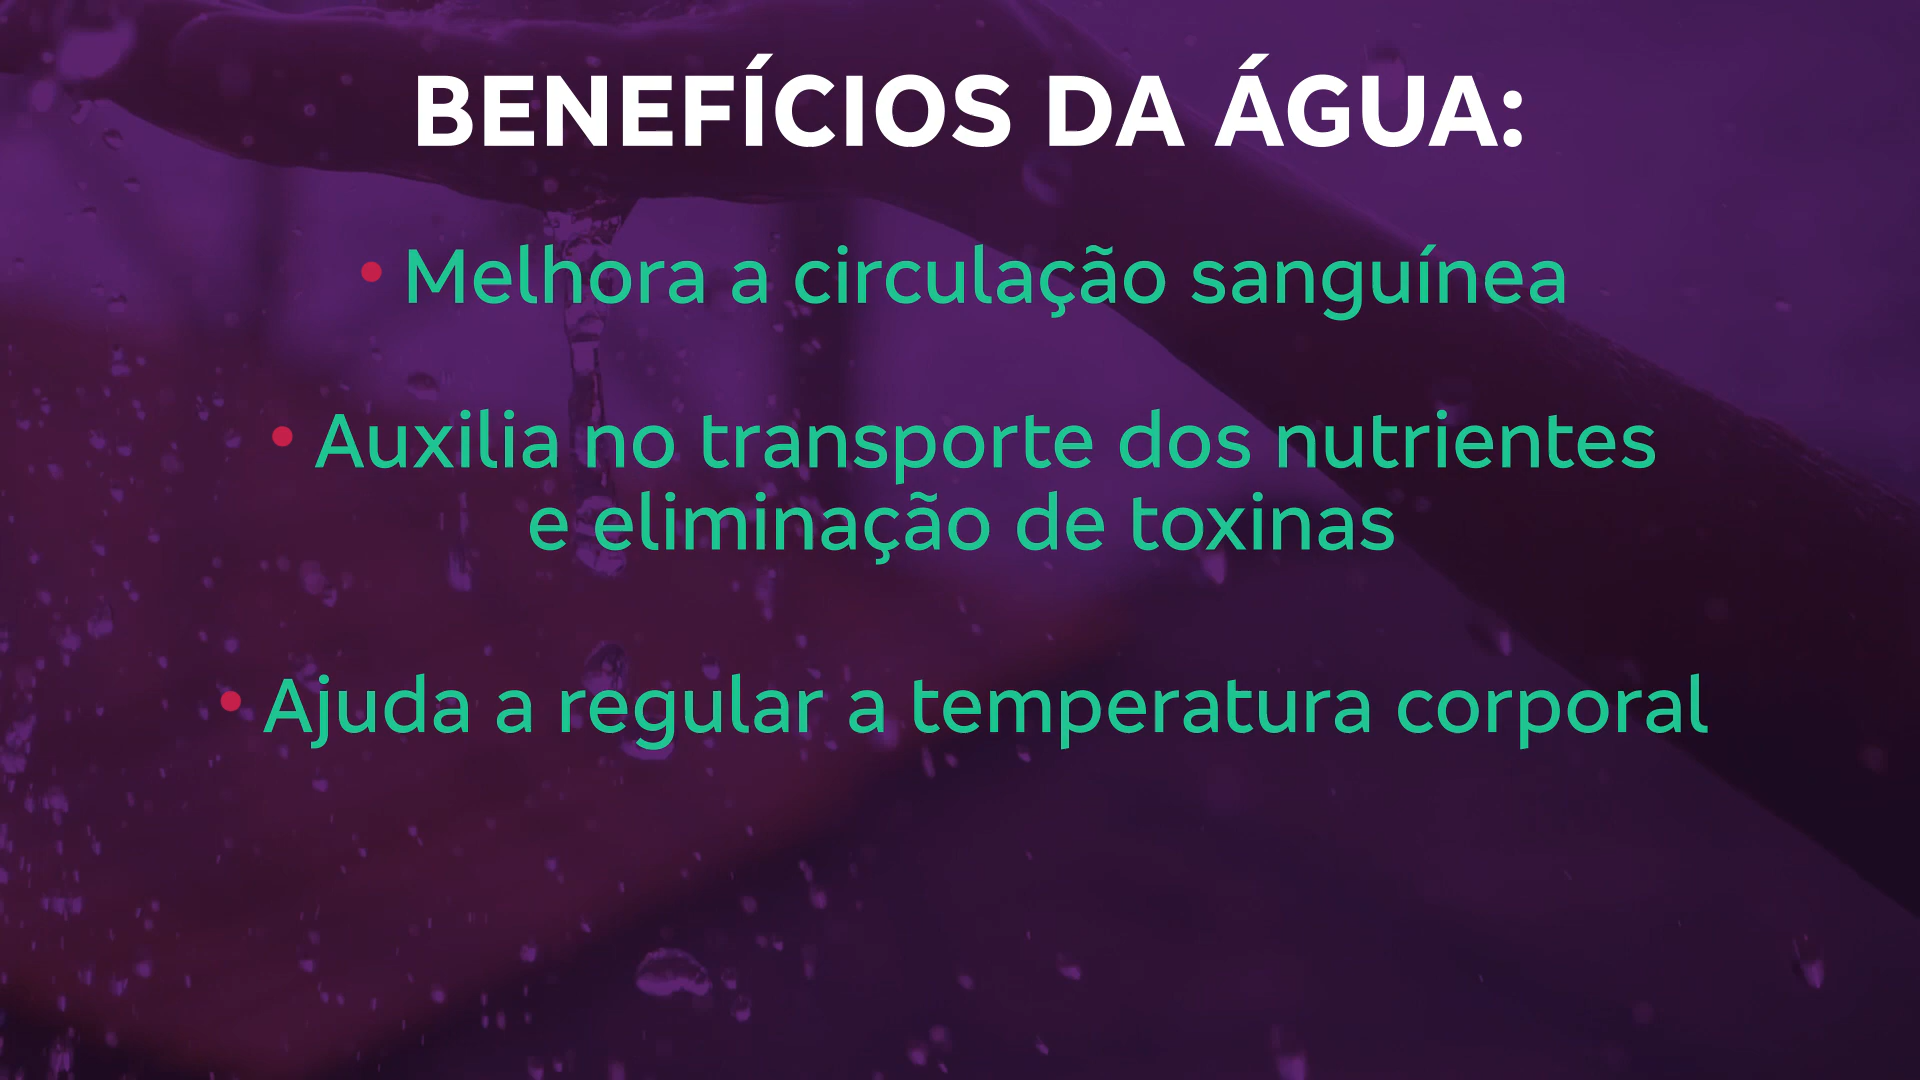 BENEFÍCIOS DA ÁGUA:
• Melhora a circulação sanguínea
• Auxilia no transporte dos nutrientes
e eliminação de toxinas
• Ajuda a regular a temperatura corporal